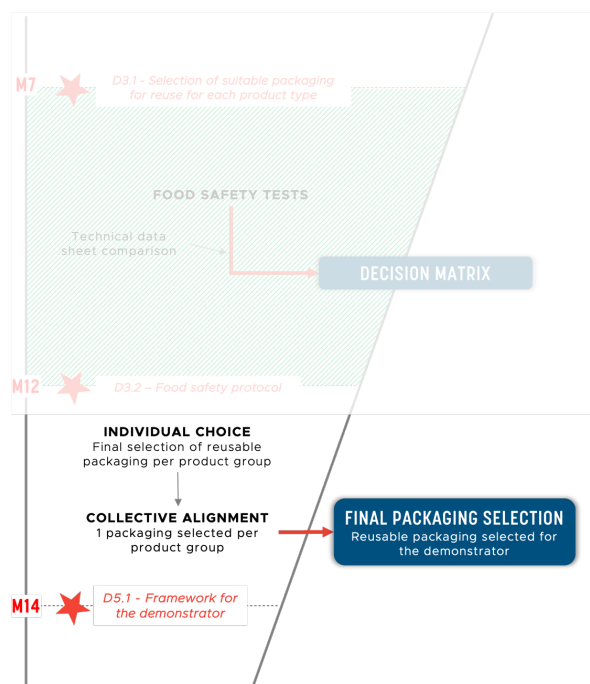 M7
D3.1 - Selection of suitable packaging
for reuse for each product type
FOOD SAFETY TESTS
Technical data
sheet comparison
DECISION MATRIX
M12
D3.2 – Food safety protocol
INDIVIDUAL CHOICE
Final selection of reusable
packaging per product group
COLLECTIVE ALIGNMENT
1 packaging selected per
product group
FINAL PACKAGING SELECTION
Reusable packaging selected for
the demonstrator
M14
D5.1 - Framework for
the demonstrator